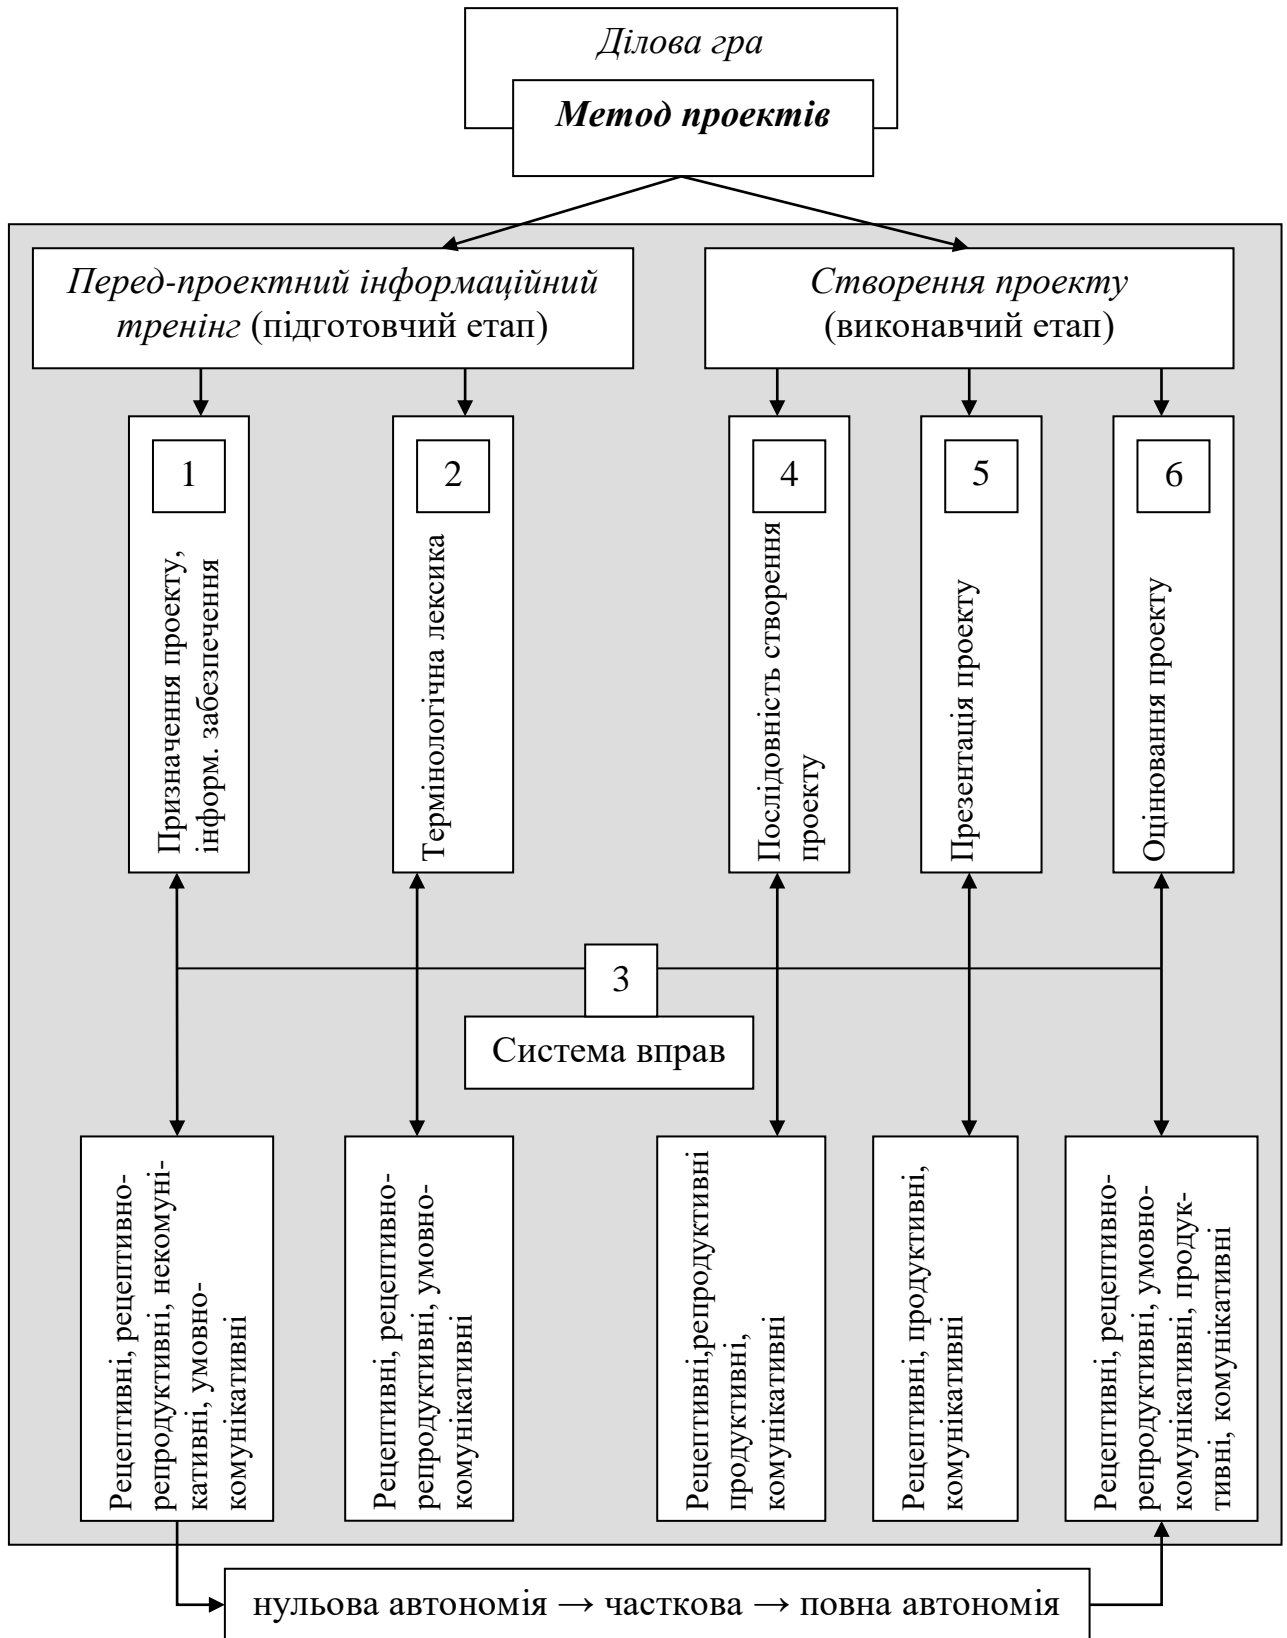 Ділова гра
Метод проектів
Перед-проектний інформаційний
тренінг (підготовчий етап)
Створення проекту
(виконавчий етап)
1
Призначення проекту,
інформ. забезпечення
2
Термінологічна лексика
4
Послідовність створення
проекту
5
Презентація проекту
6
Оцінювання проекту
3
Система вправ
Рецептивні, рецептивно-
репродуктивні, некомуні-
кативні, умовно-
комунікативні
Рецептивні, рецептивно-
репродуктивні, умовно-
комунікативні
Рецептивні,репродуктивні
продуктивні,
комунікативні
Рецептивні, продуктивні,
комунікативні
Рецептивні, рецептивно-
репродуктивні, умовно-
комунікативні, продук-
тивні, комунікативні
нульова автономія → часткова → повна автономія